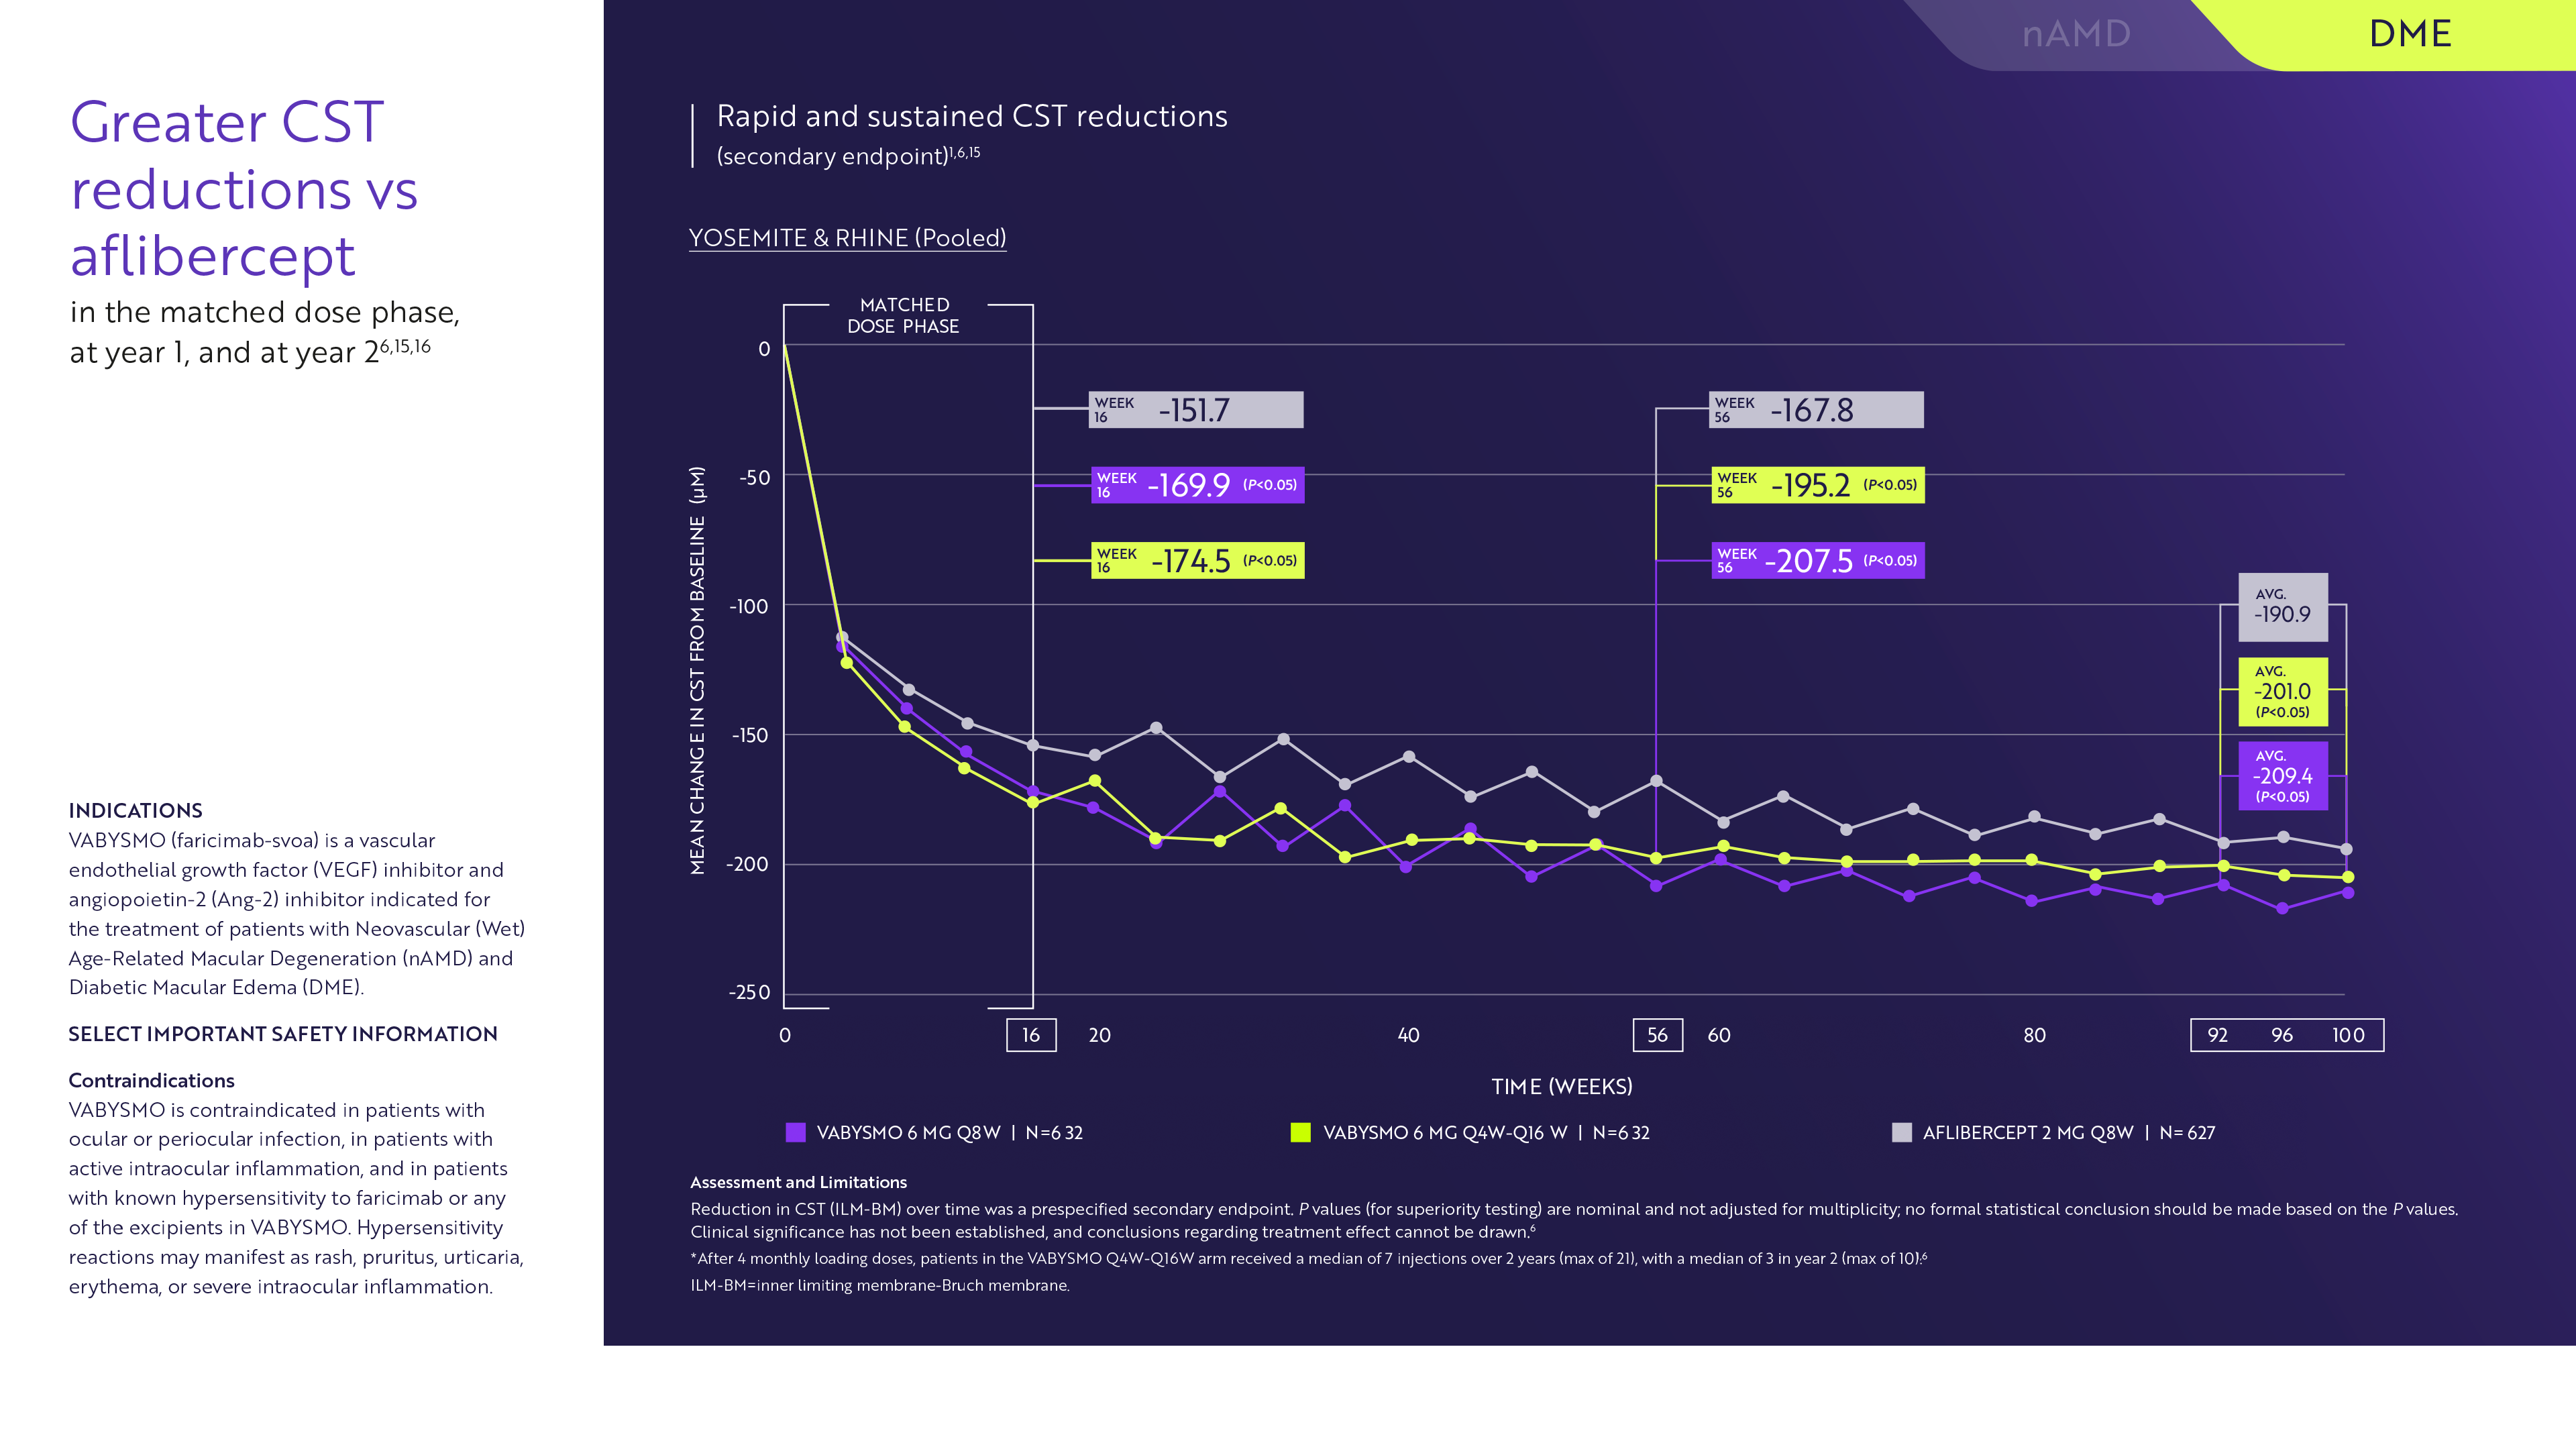 nAMD
DME
Greater CST
reductions vs
aflibercept
in the matched dose phase,
at year 1, and at year 2⁶,¹⁵,¹⁶
INDICATIONS
VABYSMO (faricimab-svoa) is a vascular
endothelial growth factor (VEGF) inhibitor and
angiopoietin-2 (Ang-2) inhibitor indicated for
the treatment of patients with Neovascular (Wet)
Age-Related Macular Degeneration (nAMD) and
Diabetic Macular Edema (DME).
SELECT IMPORTANT SAFETY INFORMATION
Contraindications
VABYSMO is contraindicated in patients with
ocular or periocular infection, in patients with
active intraocular inflammation, and in patients
with known hypersensitivity to faricimab or any
of the excipients in VABYSMO. Hypersensitivity
reactions may manifest as rash, pruritus, urticaria,
erythema, or severe intraocular inflammation.
Rapid and sustained CST reductions
(secondary endpoint)¹,⁶,¹⁵
YOSEMITE & RHINE (Pooled)
MATCHED
DOSE PHASE
MEAN CHANGE IN CST FROM BASELINE (µM)
0
-50
-100
-150
-200
-250
WEEK 16 -151.7
WEEK 16 -169.9 (P<0.05)
WEEK 16 -174.5 (P<0.05)
WEEK 56 -167.8
WEEK 56 -195.2 (P<0.05)
WEEK 56 -207.5 (P<0.05)
AVG.
-190.9
AVG.
-201.0
(P<0.05)
AVG.
-209.4
(P<0.05)
0 16 20 40 56 60 80 92 96 100
TIME (WEEKS)
VABYSMO 6 MG Q8W | N=632
VABYSMO 6 MG Q4W-Q16W | N=632
AFLIBERCEPT 2 MG Q8W | N=627
Assessment and Limitations
Reduction in CST (ILM-BM) over time was a prespecified secondary endpoint. P values (for superiority testing) are nominal and not adjusted for multiplicity; no formal statistical conclusion should be made based on the P values.
Clinical significance has not been established, and conclusions regarding treatment effect cannot be drawn.⁶
*After 4 monthly loading doses, patients in the VABYSMO Q4W-Q16W arm received a median of 7 injections over 2 years (max of 21), with a median of 3 in year 2 (max of 10).⁶
ILM-BM=inner limiting membrane-Bruch membrane.